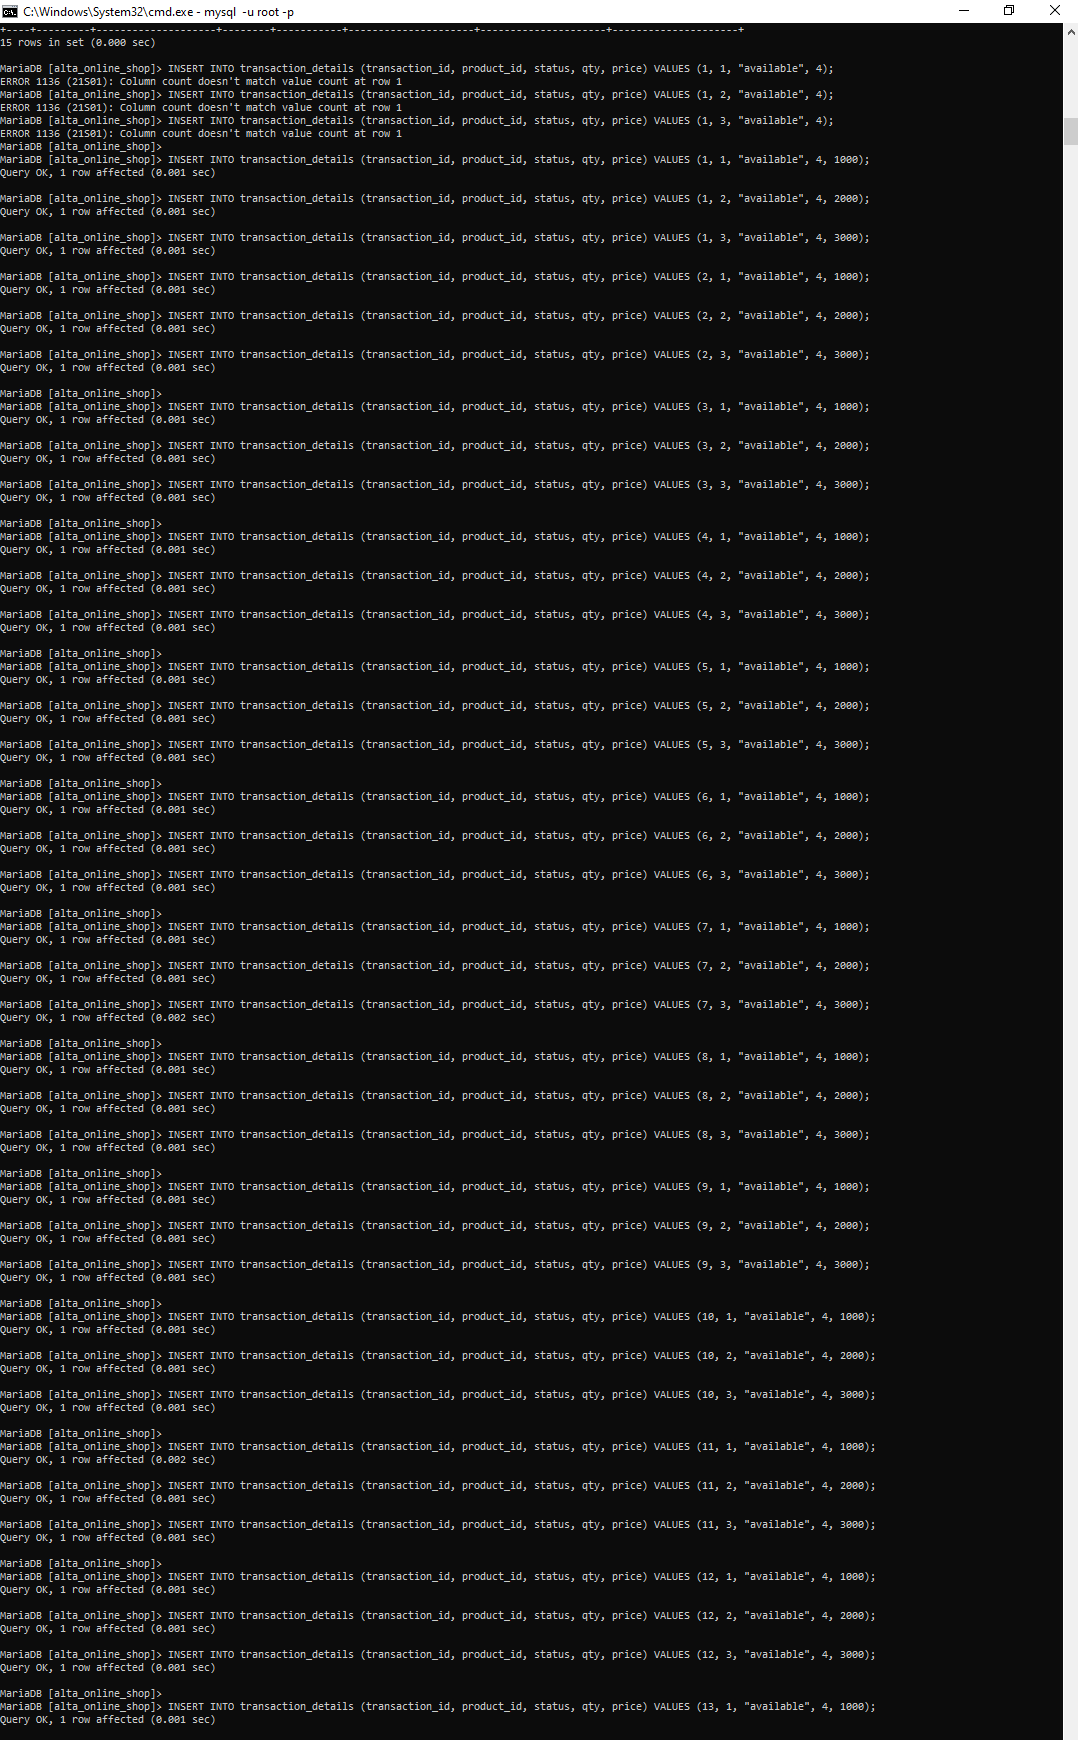 C:\Windows\System32\cmd.exe - mysql  -u root -p
+----+---------+--------------------+--------+-----------+---------------------+---------------------+---------------------+
15 rows in set (0.000 sec)
MariaDB [alta_online_shop]> INSERT INTO transaction_details (transaction_id, product_id, status, qty, price) VALUES (1, 1, "available", 4);
ERROR 1136 (21S01): Column count doesn't match value count at row 1
MariaDB [alta_online_shop]> INSERT INTO transaction_details (transaction_id, product_id, status, qty, price) VALUES (1, 2, "available", 4);
ERROR 1136 (21S01): Column count doesn't match value count at row 1
MariaDB [alta_online_shop]> INSERT INTO transaction_details (transaction_id, product_id, status, qty, price) VALUES (1, 3, "available", 4);
ERROR 1136 (21S01): Column count doesn't match value count at row 1
MariaDB [alta_online_shop]>
MariaDB [alta_online_shop]> INSERT INTO transaction_details (transaction_id, product_id, status, qty, price) VALUES (1, 1, "available", 4, 1000);
Query OK, 1 row affected (0.001 sec)
MariaDB [alta_online_shop]> INSERT INTO transaction_details (transaction_id, product_id, status, qty, price) VALUES (1, 2, "available", 4, 2000);
Query OK, 1 row affected (0.001 sec)
MariaDB [alta_online_shop]> INSERT INTO transaction_details (transaction_id, product_id, status, qty, price) VALUES (1, 3, "available", 4, 3000);
Query OK, 1 row affected (0.001 sec)
MariaDB [alta_online_shop]> INSERT INTO transaction_details (transaction_id, product_id, status, qty, price) VALUES (2, 1, "available", 4, 1000);
Query OK, 1 row affected (0.001 sec)
MariaDB [alta_online_shop]> INSERT INTO transaction_details (transaction_id, product_id, status, qty, price) VALUES (2, 2, "available", 4, 2000);
Query OK, 1 row affected (0.001 sec)
MariaDB [alta_online_shop]> INSERT INTO transaction_details (transaction_id, product_id, status, qty, price) VALUES (2, 3, "available", 4, 3000);
Query OK, 1 row affected (0.001 sec)
MariaDB [alta_online_shop]>
MariaDB [alta_online_shop]> INSERT INTO transaction_details (transaction_id, product_id, status, qty, price) VALUES (3, 1, "available", 4, 1000);
Query OK, 1 row affected (0.001 sec)
MariaDB [alta_online_shop]> INSERT INTO transaction_details (transaction_id, product_id, status, qty, price) VALUES (3, 2, "available", 4, 2000);
Query OK, 1 row affected (0.001 sec)
MariaDB [alta_online_shop]> INSERT INTO transaction_details (transaction_id, product_id, status, qty, price) VALUES (3, 3, "available", 4, 3000);
Query OK, 1 row affected (0.001 sec)
MariaDB [alta_online_shop]>
MariaDB [alta_online_shop]> INSERT INTO transaction_details (transaction_id, product_id, status, qty, price) VALUES (4, 1, "available", 4, 1000);
Query OK, 1 row affected (0.001 sec)
MariaDB [alta_online_shop]> INSERT INTO transaction_details (transaction_id, product_id, status, qty, price) VALUES (4, 2, "available", 4, 2000);
Query OK, 1 row affected (0.001 sec)
MariaDB [alta_online_shop]> INSERT INTO transaction_details (transaction_id, product_id, status, qty, price) VALUES (4, 3, "available", 4, 3000);
Query OK, 1 row affected (0.001 sec)
MariaDB [alta_online_shop]>
MariaDB [alta_online_shop]> INSERT INTO transaction_details (transaction_id, product_id, status, qty, price) VALUES (5, 1, "available", 4, 1000);
Query OK, 1 row affected (0.001 sec)
MariaDB [alta_online_shop]> INSERT INTO transaction_details (transaction_id, product_id, status, qty, price) VALUES (5, 2, "available", 4, 2000);
Query OK, 1 row affected (0.001 sec)
MariaDB [alta_online_shop]> INSERT INTO transaction_details (transaction_id, product_id, status, qty, price) VALUES (5, 3, "available", 4, 3000);
Query OK, 1 row affected (0.001 sec)
MariaDB [alta_online_shop]>
MariaDB [alta_online_shop]> INSERT INTO transaction_details (transaction_id, product_id, status, qty, price) VALUES (6, 1, "available", 4, 1000);
Query OK, 1 row affected (0.001 sec)
MariaDB [alta_online_shop]> INSERT INTO transaction_details (transaction_id, product_id, status, qty, price) VALUES (6, 2, "available", 4, 2000);
Query OK, 1 row affected (0.001 sec)
MariaDB [alta_online_shop]> INSERT INTO transaction_details (transaction_id, product_id, status, qty, price) VALUES (6, 3, "available", 4, 3000);
Query OK, 1 row affected (0.001 sec)
MariaDB [alta_online_shop]>
MariaDB [alta_online_shop]> INSERT INTO transaction_details (transaction_id, product_id, status, qty, price) VALUES (7, 1, "available", 4, 1000);
Query OK, 1 row affected (0.001 sec)
MariaDB [alta_online_shop]> INSERT INTO transaction_details (transaction_id, product_id, status, qty, price) VALUES (7, 2, "available", 4, 2000);
Query OK, 1 row affected (0.001 sec)
MariaDB [alta_online_shop]> INSERT INTO transaction_details (transaction_id, product_id, status, qty, price) VALUES (7, 3, "available", 4, 3000);
Query OK, 1 row affected (0.002 sec)
MariaDB [alta_online_shop]>
MariaDB [alta_online_shop]> INSERT INTO transaction_details (transaction_id, product_id, status, qty, price) VALUES (8, 1, "available", 4, 1000);
Query OK, 1 row affected (0.001 sec)
MariaDB [alta_online_shop]> INSERT INTO transaction_details (transaction_id, product_id, status, qty, price) VALUES (8, 2, "available", 4, 2000);
Query OK, 1 row affected (0.001 sec)
MariaDB [alta_online_shop]> INSERT INTO transaction_details (transaction_id, product_id, status, qty, price) VALUES (8, 3, "available", 4, 3000);
Query OK, 1 row affected (0.001 sec)
MariaDB [alta_online_shop]>
MariaDB [alta_online_shop]> INSERT INTO transaction_details (transaction_id, product_id, status, qty, price) VALUES (9, 1, "available", 4, 1000);
Query OK, 1 row affected (0.001 sec)
MariaDB [alta_online_shop]> INSERT INTO transaction_details (transaction_id, product_id, status, qty, price) VALUES (9, 2, "available", 4, 2000);
Query OK, 1 row affected (0.001 sec)
MariaDB [alta_online_shop]> INSERT INTO transaction_details (transaction_id, product_id, status, qty, price) VALUES (9, 3, "available", 4, 3000);
Query OK, 1 row affected (0.001 sec)
MariaDB [alta_online_shop]>
MariaDB [alta_online_shop]> INSERT INTO transaction_details (transaction_id, product_id, status, qty, price) VALUES (10, 1, "available", 4, 1000);
Query OK, 1 row affected (0.001 sec)
MariaDB [alta_online_shop]> INSERT INTO transaction_details (transaction_id, product_id, status, qty, price) VALUES (10, 2, "available", 4, 2000);
Query OK, 1 row affected (0.001 sec)
MariaDB [alta_online_shop]> INSERT INTO transaction_details (transaction_id, product_id, status, qty, price) VALUES (10, 3, "available", 4, 3000);
Query OK, 1 row affected (0.001 sec)
MariaDB [alta_online_shop]>
MariaDB [alta_online_shop]> INSERT INTO transaction_details (transaction_id, product_id, status, qty, price) VALUES (11, 1, "available", 4, 1000);
Query OK, 1 row affected (0.002 sec)
MariaDB [alta_online_shop]> INSERT INTO transaction_details (transaction_id, product_id, status, qty, price) VALUES (11, 2, "available", 4, 2000);
Query OK, 1 row affected (0.001 sec)
MariaDB [alta_online_shop]> INSERT INTO transaction_details (transaction_id, product_id, status, qty, price) VALUES (11, 3, "available", 4, 3000);
Query OK, 1 row affected (0.001 sec)
MariaDB [alta_online_shop]>
MariaDB [alta_online_shop]> INSERT INTO transaction_details (transaction_id, product_id, status, qty, price) VALUES (12, 1, "available", 4, 1000);
Query OK, 1 row affected (0.001 sec)
MariaDB [alta_online_shop]> INSERT INTO transaction_details (transaction_id, product_id, status, qty, price) VALUES (12, 2, "available", 4, 2000);
Query OK, 1 row affected (0.001 sec)
MariaDB [alta_online_shop]> INSERT INTO transaction_details (transaction_id, product_id, status, qty, price) VALUES (12, 3, "available", 4, 3000);
Query OK, 1 row affected (0.001 sec)
MariaDB [alta_online_shop]>
MariaDB [alta_online_shop]> INSERT INTO transaction_details (transaction_id, product_id, status, qty, price) VALUES (13, 1, "available", 4, 1000);
Query OK, 1 row affected (0.001 sec)